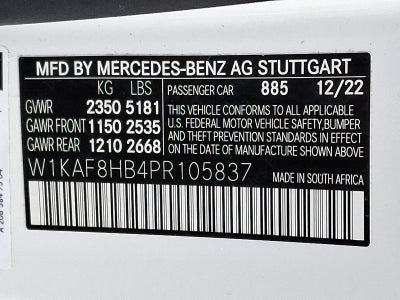 MFD BY MERCEDES-BENZ AG STUTTGART
KG LBS PASSENGER CAR 885 12/22
GVWR 2350 5181
GAWR FRONT 1150 2535
GAWR REAR 1210 2668
THIS VEHICLE CONFORMS TO ALL APPLICABLE
U.S. FEDERAL MOTOR VEHICLE SAFETY, BUMPER
AND THEFT PREVENTION STANDARDS IN EFFECT
ON THE DATE OF MANUFACTURE SHOWN ABOVE.
W1KAF8HB4PR105837 MADE IN SOUTH AFRICA